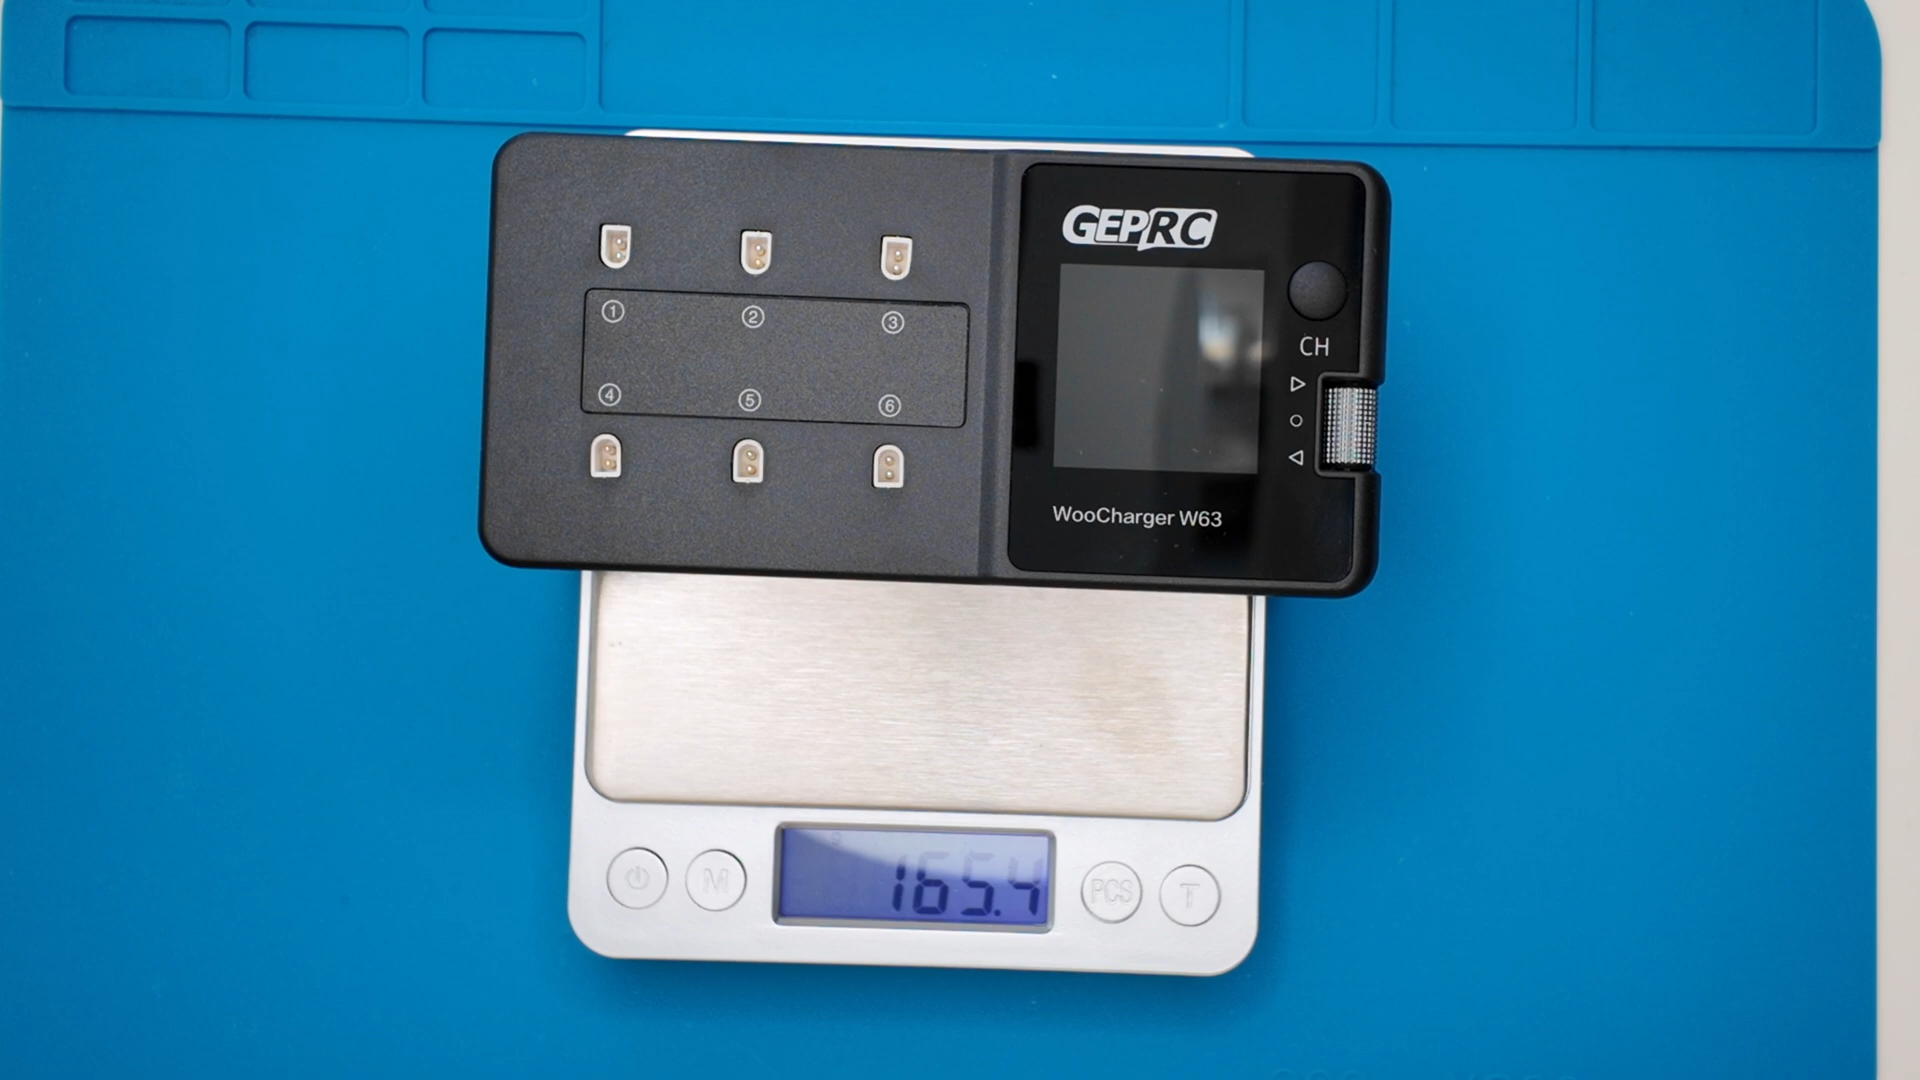 GEPRC
① ② ③
CH
④ ⑤ ⑥
WooCharger W63
M
165.4
PCS
T